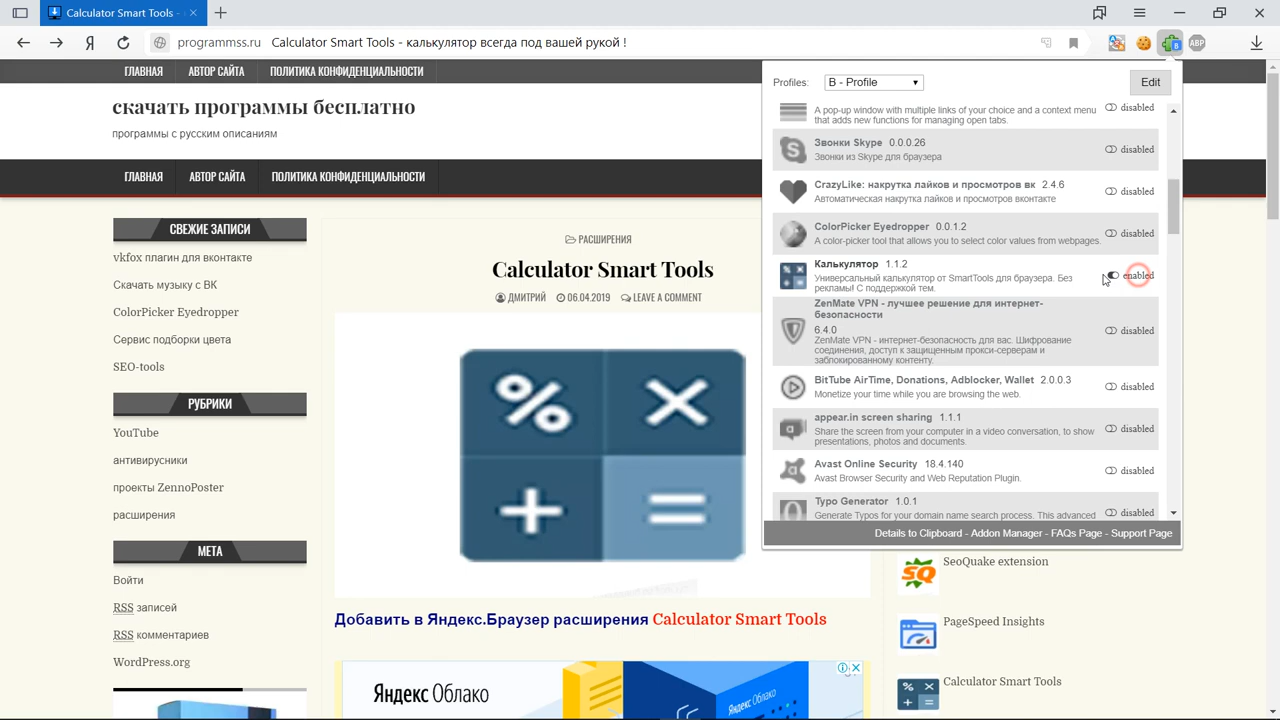 Calculator Smart Tools -
programmss.ru Calculator Smart Tools - калькулятор всегда под вашей рукой !
ABP
ГЛАВНАЯ АВТОР САЙТА ПОЛИТИКА КОНФИДЕНЦИАЛЬНОСТИ
скачать программы бесплатно
программы с русским описаниям
ГЛАВНАЯ АВТОР САЙТА ПОЛИТИКА КОНФИДЕНЦИАЛЬНОСТИ
СВЕЖИЕ ЗАПИСИ
vkfox плагин для вконтакте
Скачать музыку с ВК
ColorPicker Eyedropper
Сервис подборки цвета
SEO-tools
РУБРИКИ
YouTube
антивирусники
проекты ZennoPoster
расширения
МЕТА
Войти
RSS записей
RSS комментариев
WordPress.org
РАСШИРЕНИЯ
Calculator Smart Tools
ДМИТРИЙ 06.04.2019 LEAVE A COMMENT
Добавить в Яндекс.Браузер расширения Calculator Smart Tools
Яндекс Облако
Profiles: B - Profile Edit
A pop-up window with multiple links of your choice and a context menu
that adds new functions for managing open tabs.
disabled
Звонки Skype 0.0.0.26
Звонки из Skype для браузера
disabled
CrazyLike: накрутка лайков и просмотров вк 2.4.6
Автоматическая накрутка лайков и просмотров вконтакте
disabled
ColorPicker Eyedropper 0.0.1.2
A color-picker tool that allows you to select color values from webpages.
disabled
Калькулятор 1.1.2
Универсальный калькулятор от SmartTools для браузера. Без
рекламы! С поддержкой тем.
enabled
ZenMate VPN - лучшее решение для интернет-
безопасности
6.4.0
ZenMate VPN - интернет-безопасность для вас. Шифрование
соединения, доступ к защищенным прокси-серверам и
заблокированному контенту.
disabled
BitTube AirTime, Donations, Adblocker, Wallet 2.0.0.3
Monetize your time while you are browsing the web.
disabled
appear.in screen sharing 1.1.1
Share the screen from your computer in a video conversation, to show
presentations, photos and documents.
disabled
Avast Online Security 18.4.140
Avast Browser Security and Web Reputation Plugin.
disabled
Typo Generator 1.0.1
Generate Typos for your domain name search process. This advanced
disabled
Details to Clipboard - Addon Manager - FAQs Page - Support Page
SeoQuake extension
PageSpeed Insights
Calculator Smart Tools